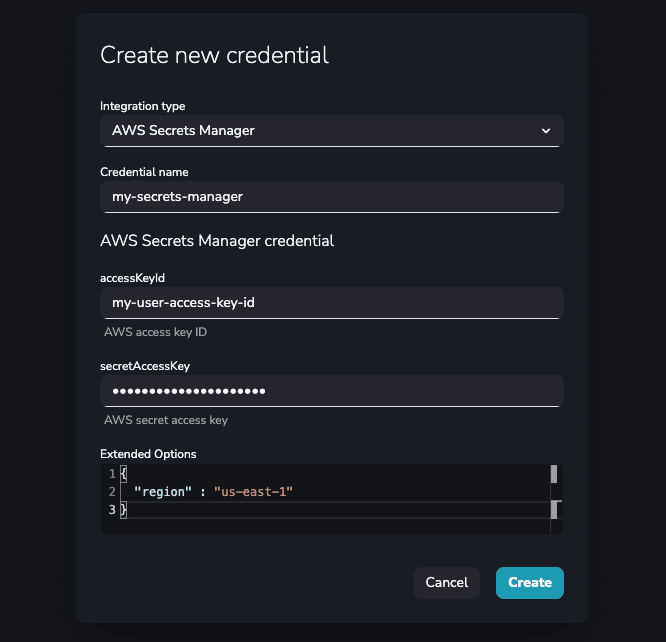 Create new credential
Integration type
AWS Secrets Manager
Credential name
my-secrets-manager
AWS Secrets Manager credential
accessKeyId
my-user-access-key-id
AWS access key ID
secretAccessKey
•••••••••••••••••••••
AWS secret access key
Extended Options
1 {
2 "region" : "us-east-1"
3 }
Cancel Create